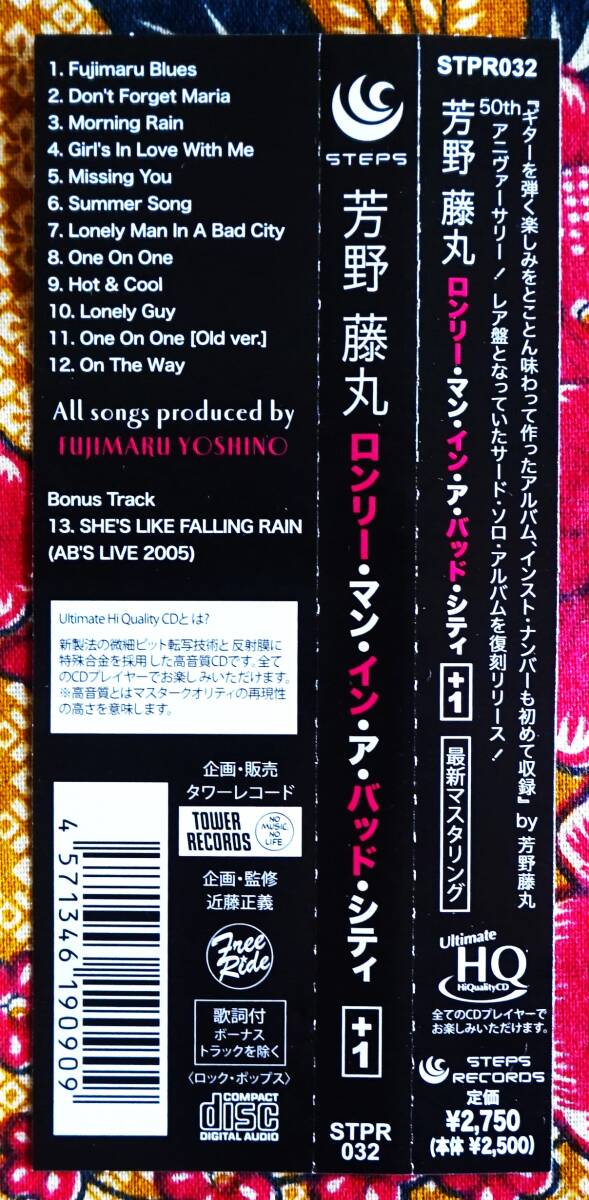 1. Fujimaru Blues
2. Don't Forget Maria
3. Morning Rain
4. Girl's In Love With Me
5. Missing You
6. Summer Song
7. Lonely Man In A Bad City
8. One On One
9. Hot & Cool
10. Lonely Guy
11. One On One [Old ver.]
12. On The Way
All songs produced by
FUJIMARU YOSHINO
Bonus Track
13. SHE'S LIKE FALLING RAIN
(AB'S LIVE 2005)
Ultimate Hi Quality CDとは?
新製法の微細ピット転写技術と反射膜に
特殊合金を採用した高音質CDです。全て
のCDプレイヤーでお楽しみいただけます。
※高音質とはマスタークオリティの再現性
の高さを意味します。
4 571346 190909
企画・販売
タワーレコード
TOWER
RECORDS
NO
MUSIC,
NO
LIFE
企画・監修
近藤正義
Free
Ride
歌詞付
ボーナス
トラックを除く
〈ロック・ポップス〉
COMPACT
disc
DIGITAL AUDIO
STEPS
芳野 藤丸
ロンリー・マン・イン・ア・バッド・シティ
+1
STPR
032
STPR032
『ギターを弾く楽しみをとことん味わって作ったアルバム、インスト・ナンバーも初めて収録』by 芳野藤丸
50thアニヴァーサリー! レア盤となっていたサード・ソロ・アルバムを復刻リリース!
芳野 藤丸
ロンリー・マン・イン・ア・バッド・シティ
+1
最新マスタリング
Ultimate
HQ
HiQualityCD
全てのCDプレイヤーで
お楽しみいただけます。
STEPS
RECORDS
定価
¥2,750
(本体 ¥2,500)